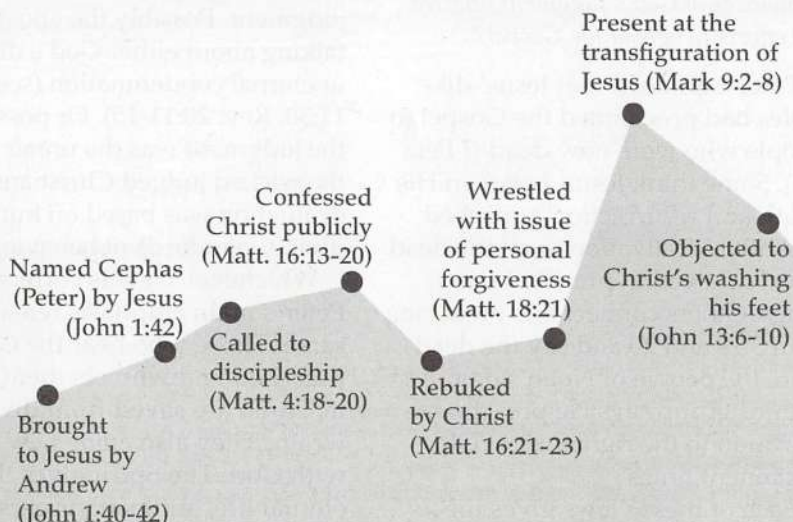 Brought
to Jesus by
Andrew
(John 1:40-42)
Named Cephas
(Peter) by Jesus
(John 1:42)
Called to
discipleship
(Matt. 4:18-20)
Confessed
Christ publicly
(Matt. 16:13-20)
Rebuked
by Christ
(Matt. 16:21-23)
Wrestled
with issue
of personal
forgiveness
(Matt. 18:21)
Present at the
transfiguration of
Jesus (Mark 9:2-8)
Objected to
Christ's washing
his feet
(John 13:6-10)